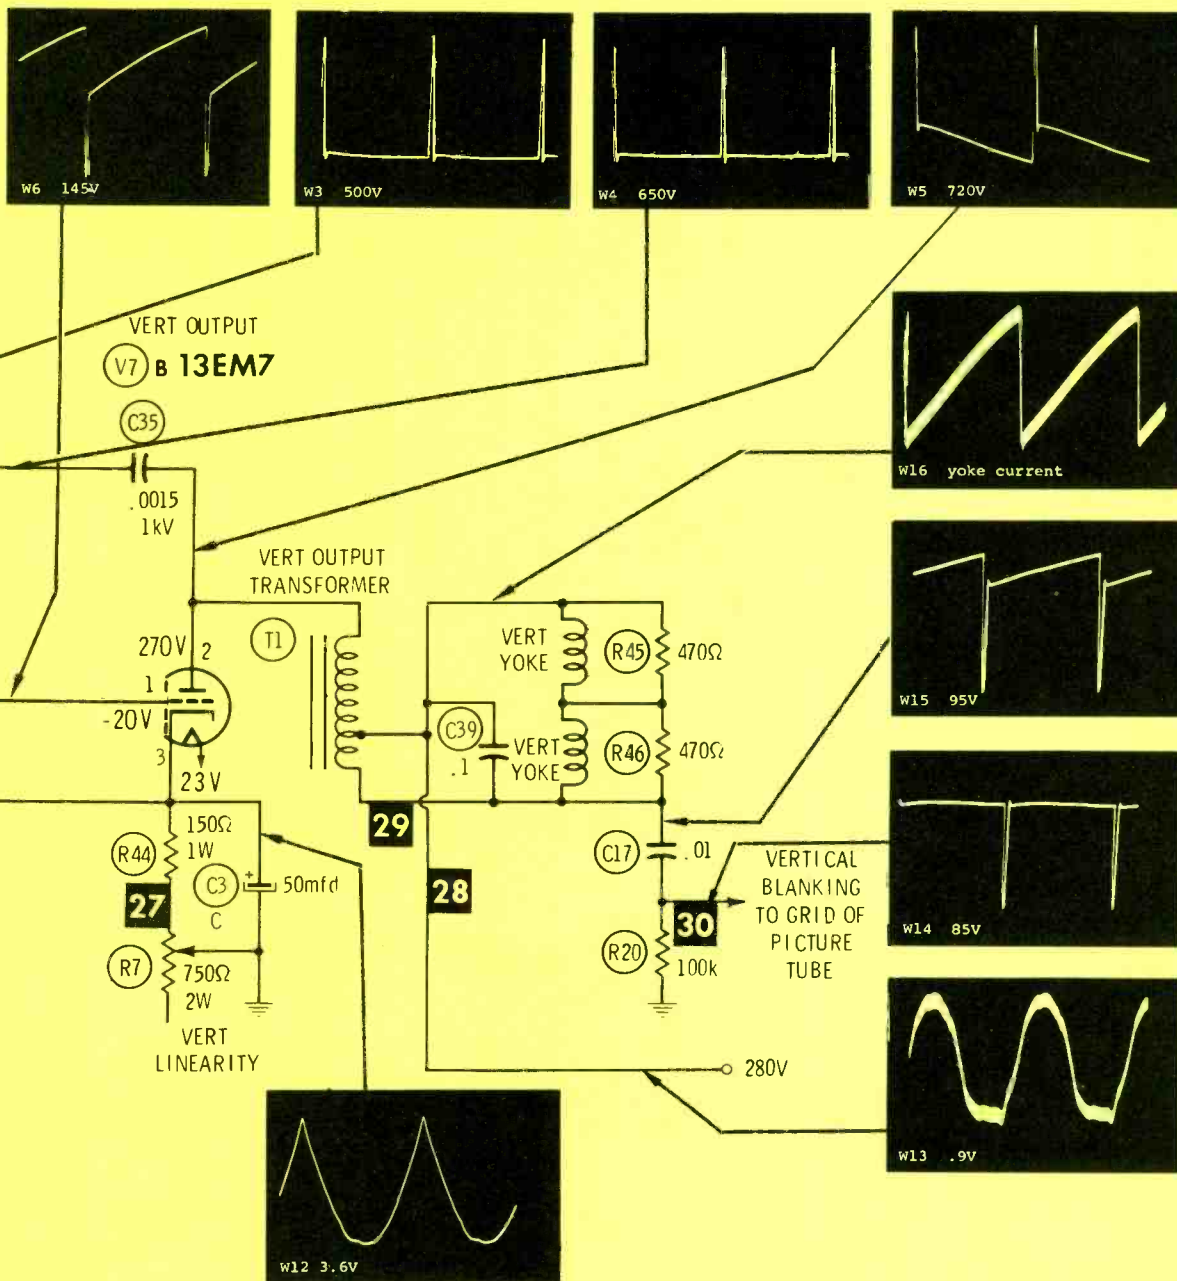 W6 145V
W3 500V
W4 650V
W5 720V
VERT OUTPUT
V7 B 13EM7
C35
.0015
1kV
W16 yoke current
VERT OUTPUT
TRANSFORMER
T1
270V
2
1
-20V
3
23V
VERT
YOKE
R45
470Ω
C39
.1
VERT
YOKE
R46
470Ω
W15 95V
29
150Ω
1W
R44
27
C3
C
+
50mfd
28
C17
.01
30
VERTICAL
BLANKING
TO GRID OF
PICTURE
TUBE
W14 85V
R7
750Ω
2W
VERT
LINEARITY
R20
100k
280V
W13 .9V
W12 3.6V